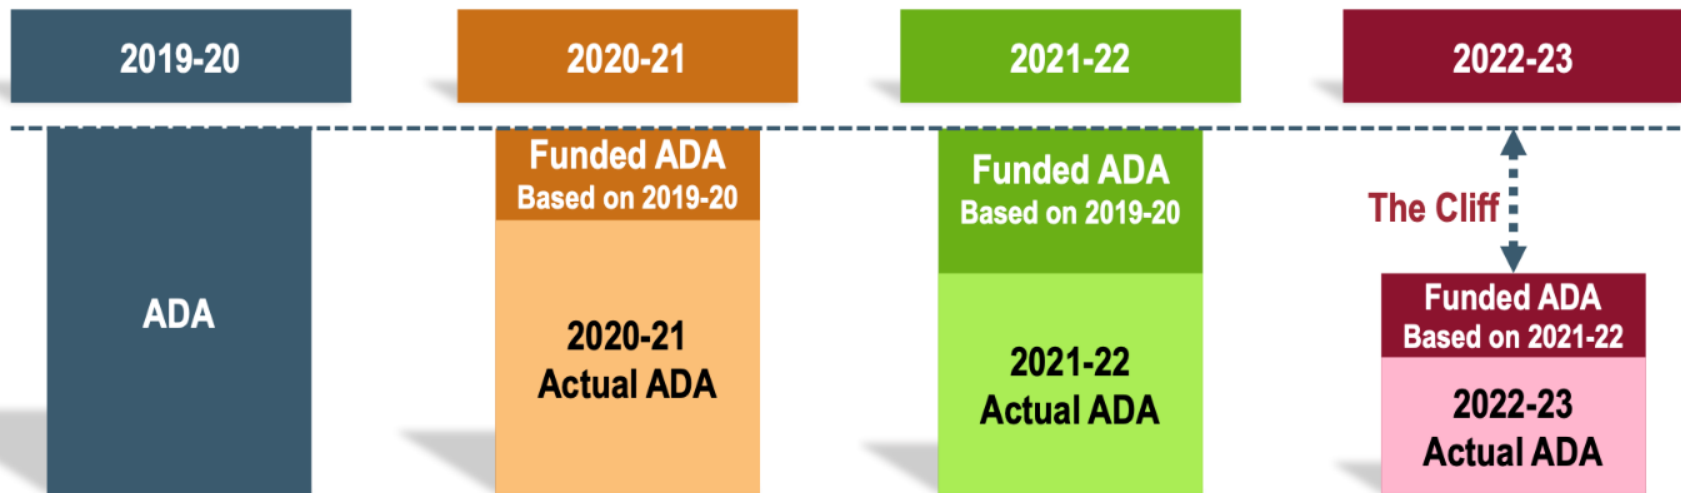 2019-20
2020-21
2021-22
2022-23
ADA
Funded ADA
Based on 2019-20
2020-21
Actual ADA
Funded ADA
Based on 2019-20
2021-22
Actual ADA
The Cliff
Funded ADA
Based on 2021-22
2022-23
Actual ADA